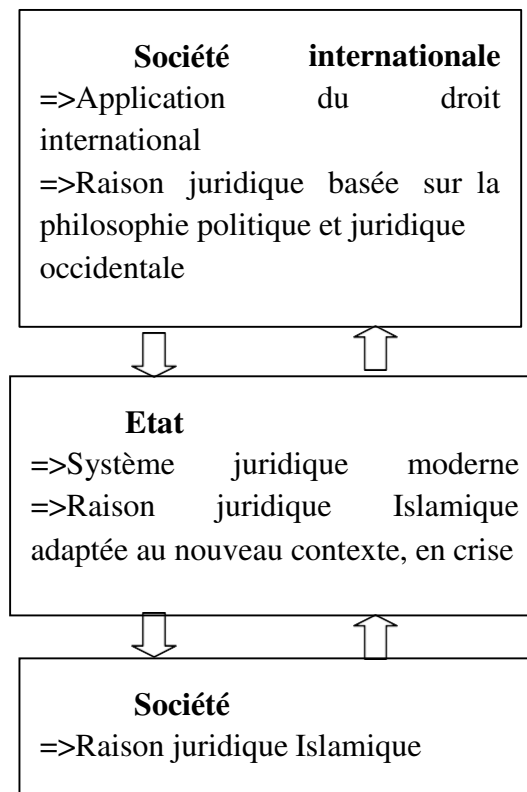 Société internationale
=>Application du droit
international
=>Raison juridique basée sur la
philosophie politique et juridique
occidentale
Etat
=>Système juridique moderne
=>Raison juridique Islamique
adaptée au nouveau contexte, en crise
Société
=>Raison juridique Islamique